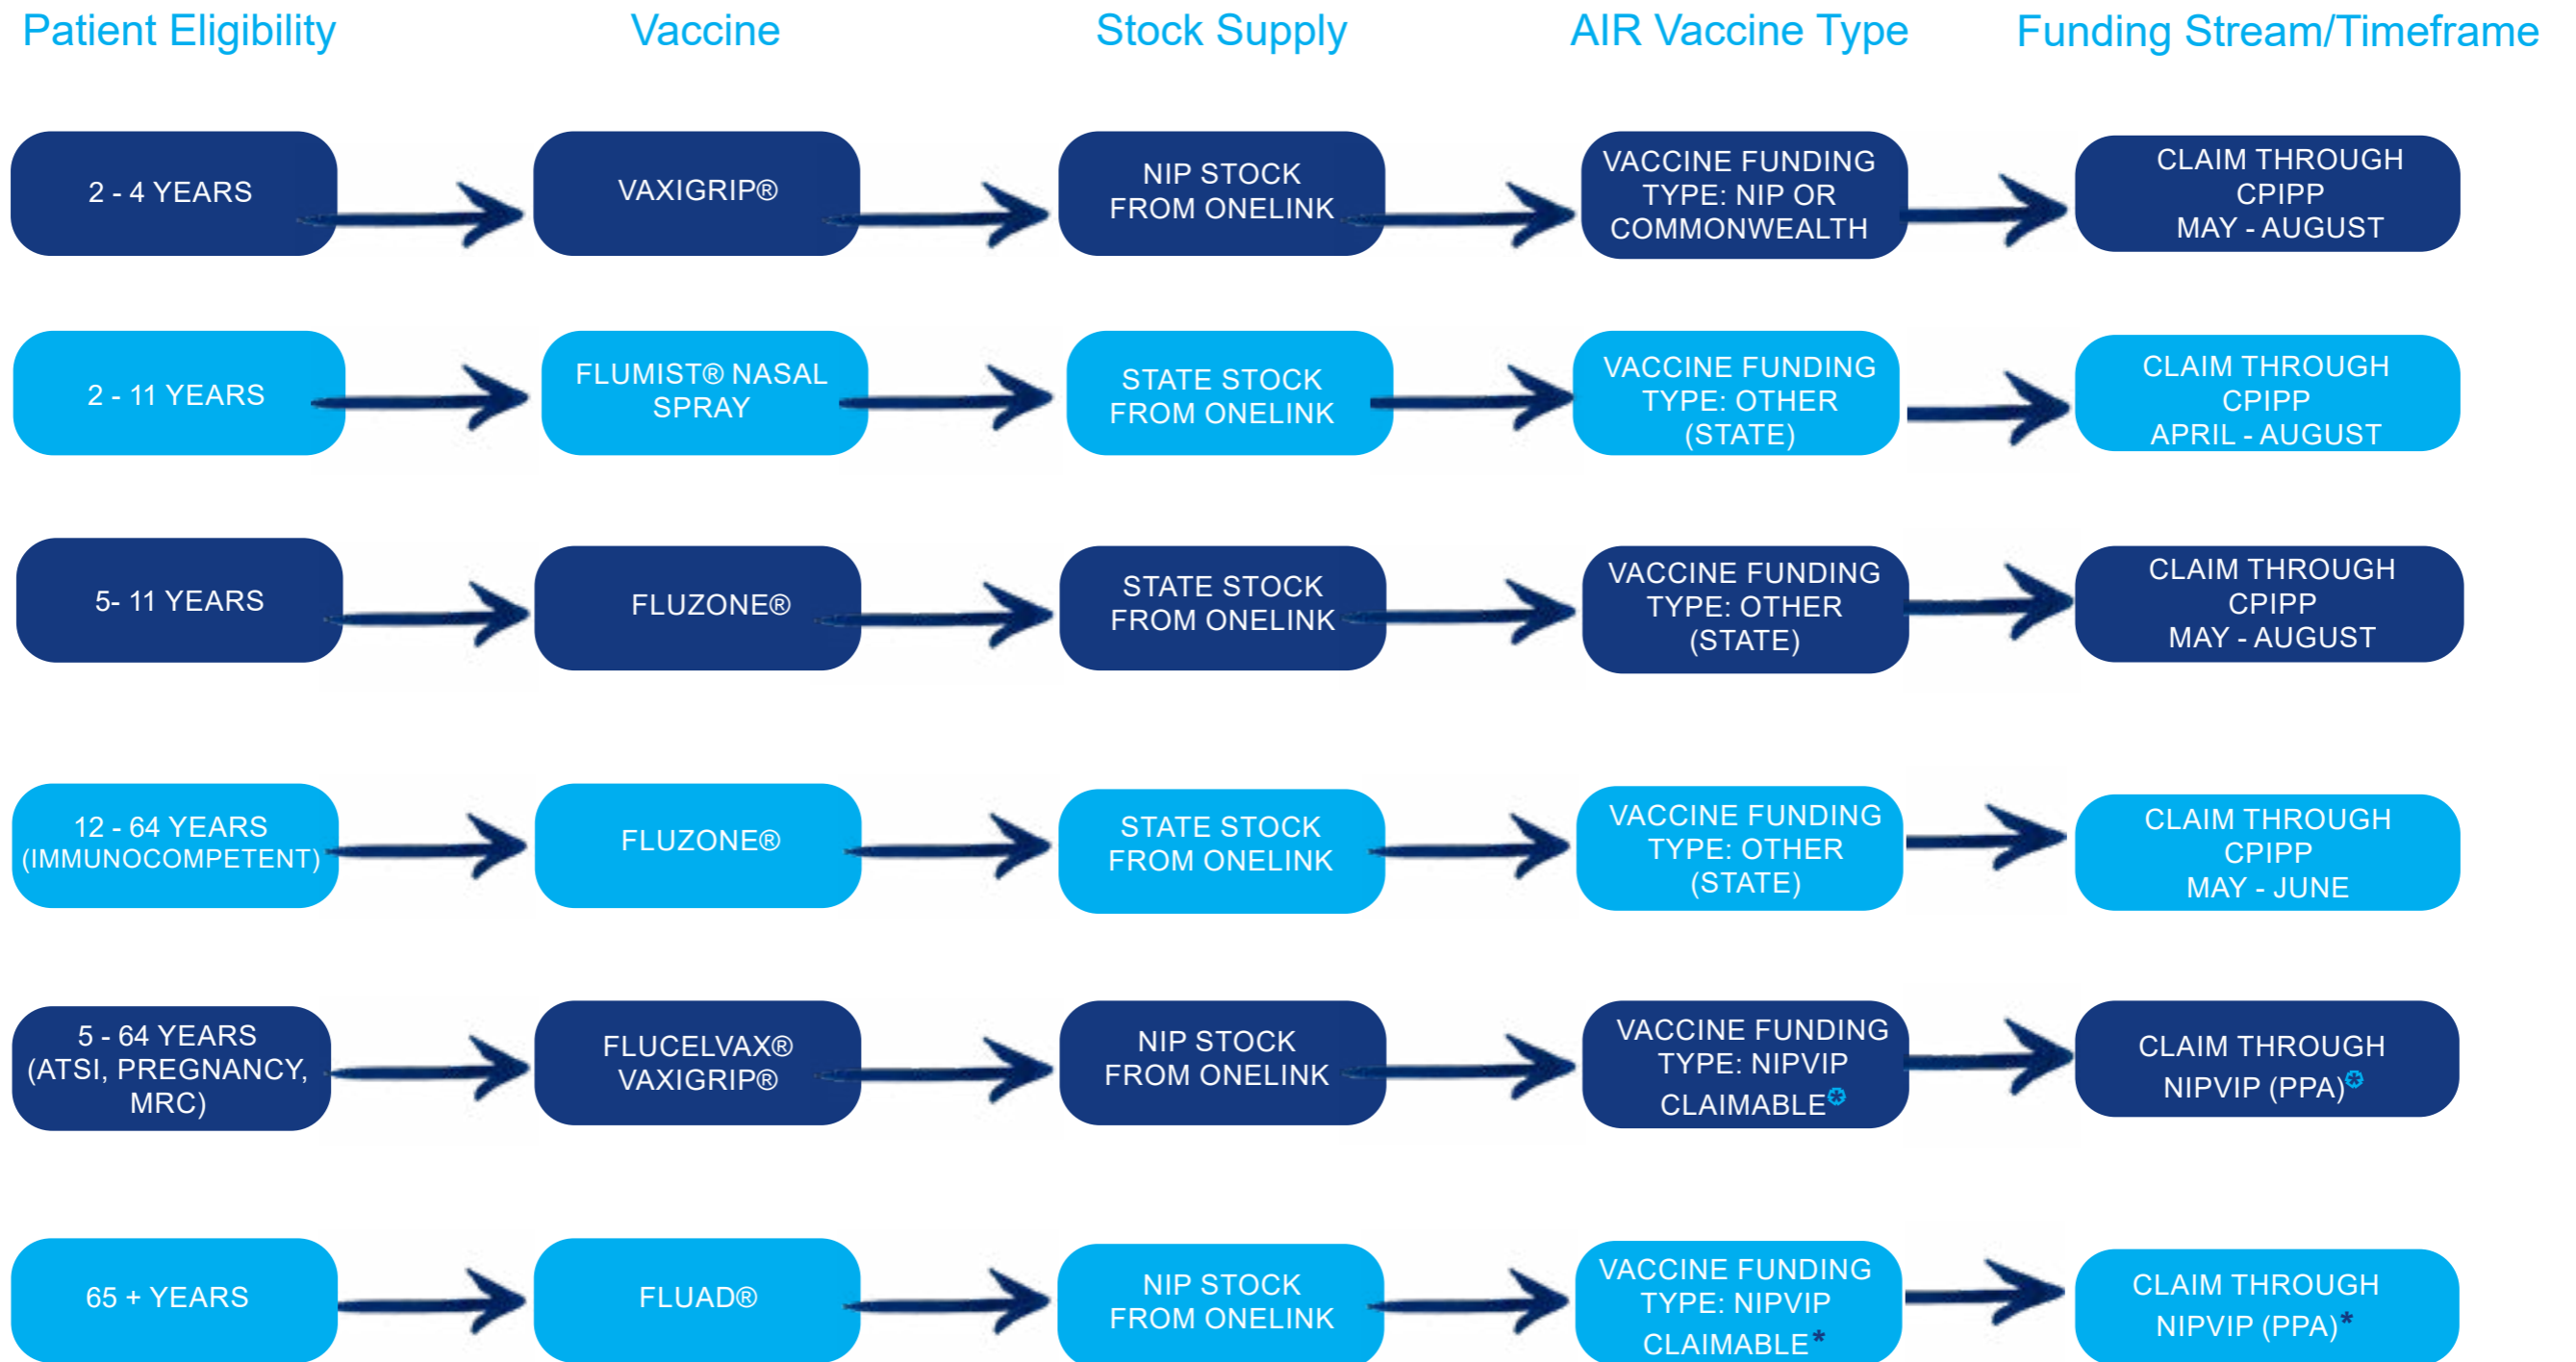 Patient Eligibility
Vaccine
Stock Supply
AIR Vaccine Type
Funding Stream/Timeframe
2 - 4 YEARS
VAXIGRIP®
NIP STOCK
FROM ONELINK
VACCINE FUNDING
TYPE: NIP OR
COMMONWEALTH
CLAIM THROUGH
CPIPP
MAY - AUGUST
2 - 11 YEARS
FLUMIST® NASAL
SPRAY
STATE STOCK
FROM ONELINK
VACCINE FUNDING
TYPE: OTHER
(STATE)
CLAIM THROUGH
CPIPP
APRIL - AUGUST
5- 11 YEARS
FLUZONE®
STATE STOCK
FROM ONELINK
VACCINE FUNDING
TYPE: OTHER
(STATE)
CLAIM THROUGH
CPIPP
MAY - AUGUST
12 - 64 YEARS
(IMMUNOCOMPETENT)
FLUZONE®
STATE STOCK
FROM ONELINK
VACCINE FUNDING
TYPE: OTHER
(STATE)
CLAIM THROUGH
CPIPP
MAY - JUNE
5 - 64 YEARS
(ATSI, PREGNANCY,
MRC)
FLUCELVAX®
VAXIGRIP®
NIP STOCK
FROM ONELINK
VACCINE FUNDING
TYPE: NIPVIP
CLAIMABLE*
CLAIM THROUGH
NIPVIP (PPA)*
65 + YEARS
FLUAD®
NIP STOCK
FROM ONELINK
VACCINE FUNDING
TYPE: NIPVIP
CLAIMABLE*
CLAIM THROUGH
NIPVIP (PPA)*